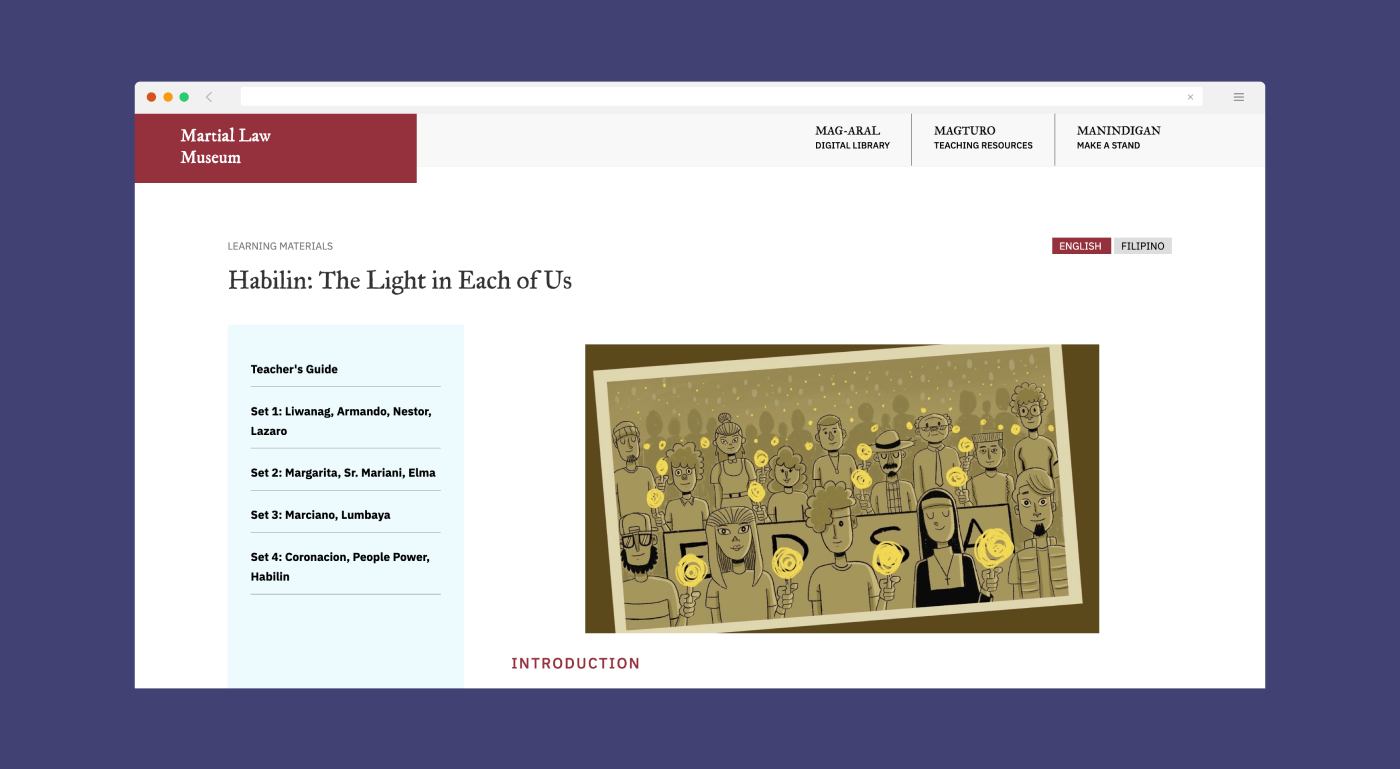 Martial Law
Museum
MAG-ARAL
DIGITAL LIBRARY
MAGTURO
TEACHING RESOURCES
MANINDIGAN
MAKE A STAND
LEARNING MATERIALS
ENGLISH
FILIPINO
Habilin: The Light in Each of Us
Teacher's Guide
Set 1: Liwanag, Armando, Nestor,
Lazaro
Set 2: Margarita, Sr. Mariani, Elma
Set 3: Marciano, Lumbaya
Set 4: Coronacion, People Power,
Habilin
EDSA
INTRODUCTION